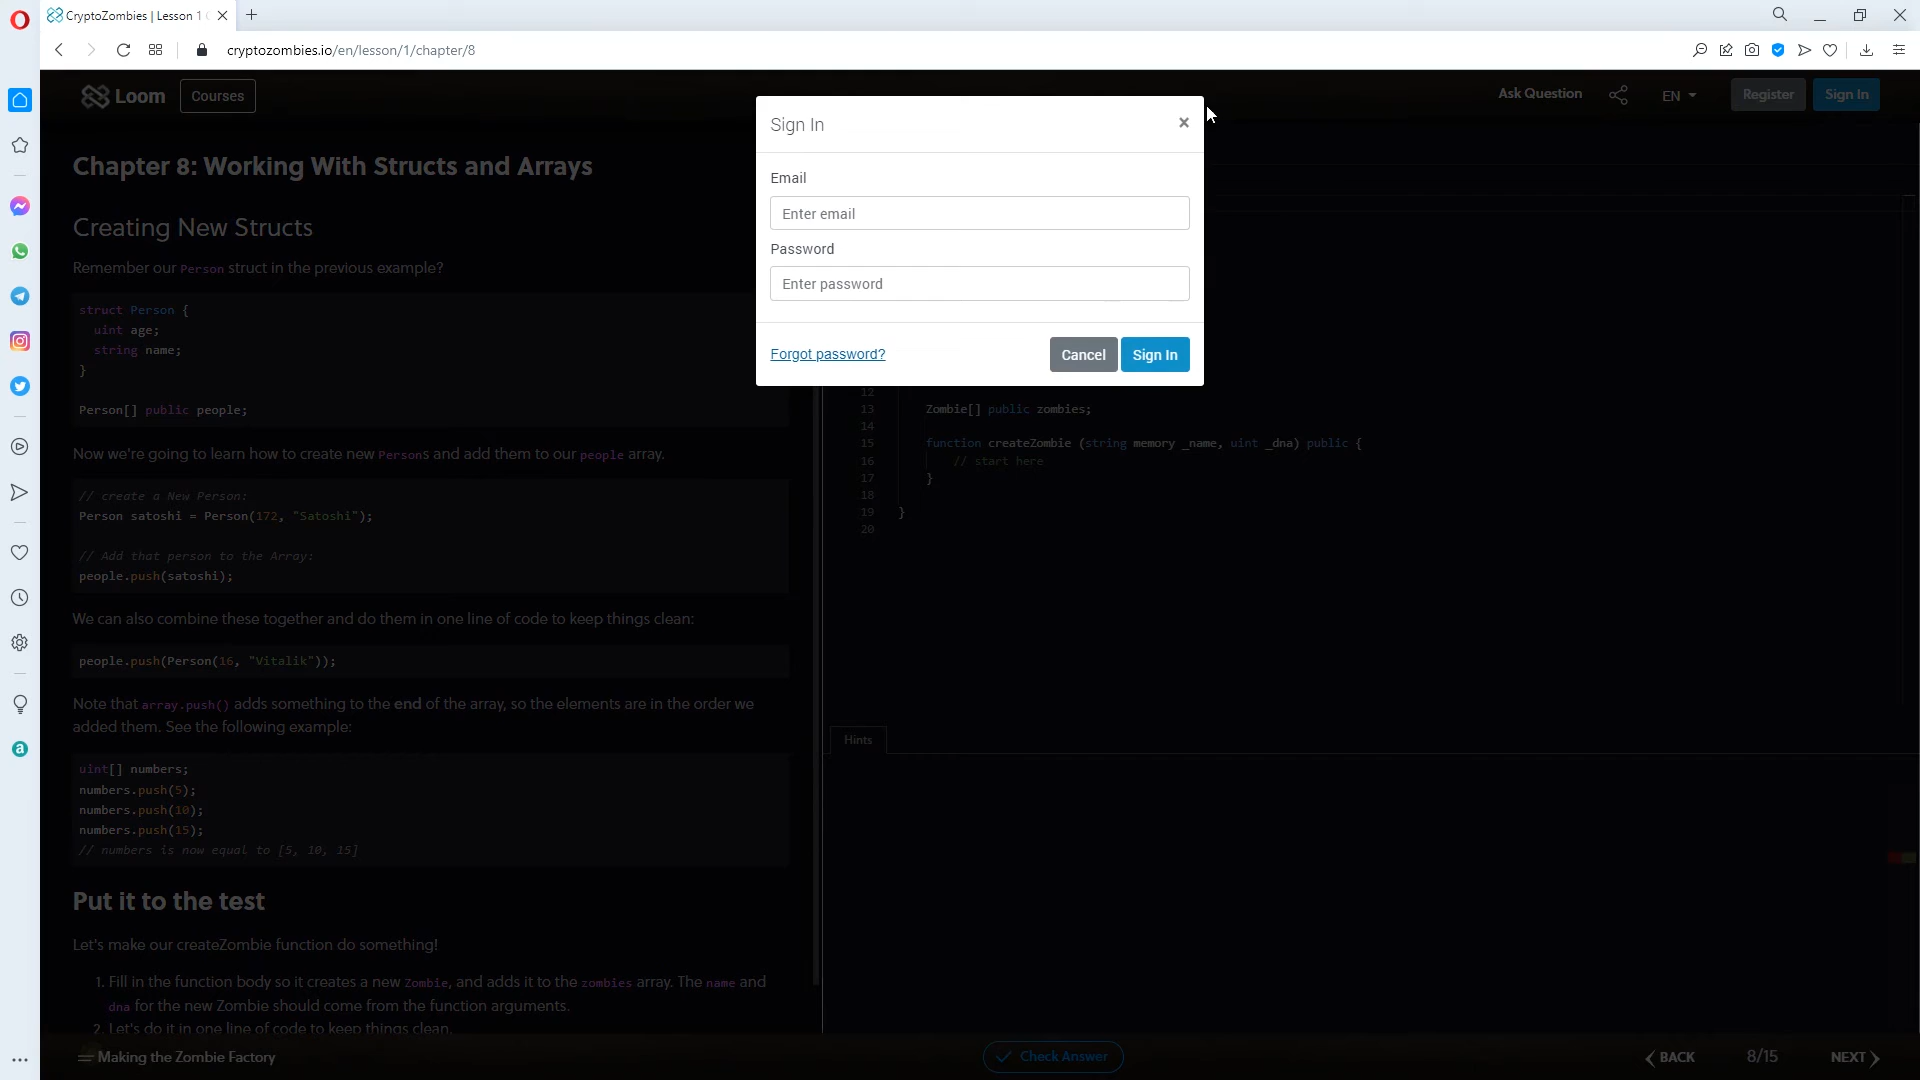 CryptoZombies | Lesson 1
cryptozombies.io/en/lesson/1/chapter/8
Loom
Courses
Ask Question
EN
Register
Sign In
Chapter 8: Working With Structs and Arrays
Creating New Structs
Remember our Person struct in the previous example?
struct Person {
uint age;
string name;
}
Person[] public people;
Now we're going to learn how to create new Persons and add them to our people array.
// create a New Person:
Person satoshi = Person(172, "Satoshi");
// Add that person to the Array:
people.push(satoshi);
We can also combine these together and do them in one line of code to keep things clean:
people.push(Person(16, "Vitalik"));
Note that array.push() adds something to the end of the array, so the elements are in the order we
added them. See the following example:
uint[] numbers;
numbers.push(5);
numbers.push(10);
numbers.push(15);
// numbers is now equal to [5, 10, 15]
Put it to the test
Let's make our createZombie function do something!
1. Fill in the function body so it creates a new Zombie, and adds it to the zombies array. The name and
dna for the new Zombie should come from the function arguments.
2. Let's do it in one line of code to keep things clean.
Sign In
×
Email
Enter email
Password
Enter password
Forgot password?
Cancel
Sign In
12
13 Zombie[] public zombies;
14
15 function createZombie (string memory _name, uint _dna) public {
16 // start here
17 }
18
19 }
20
Hints
Making the Zombie Factory
Check Answer
BACK
8/15
NEXT